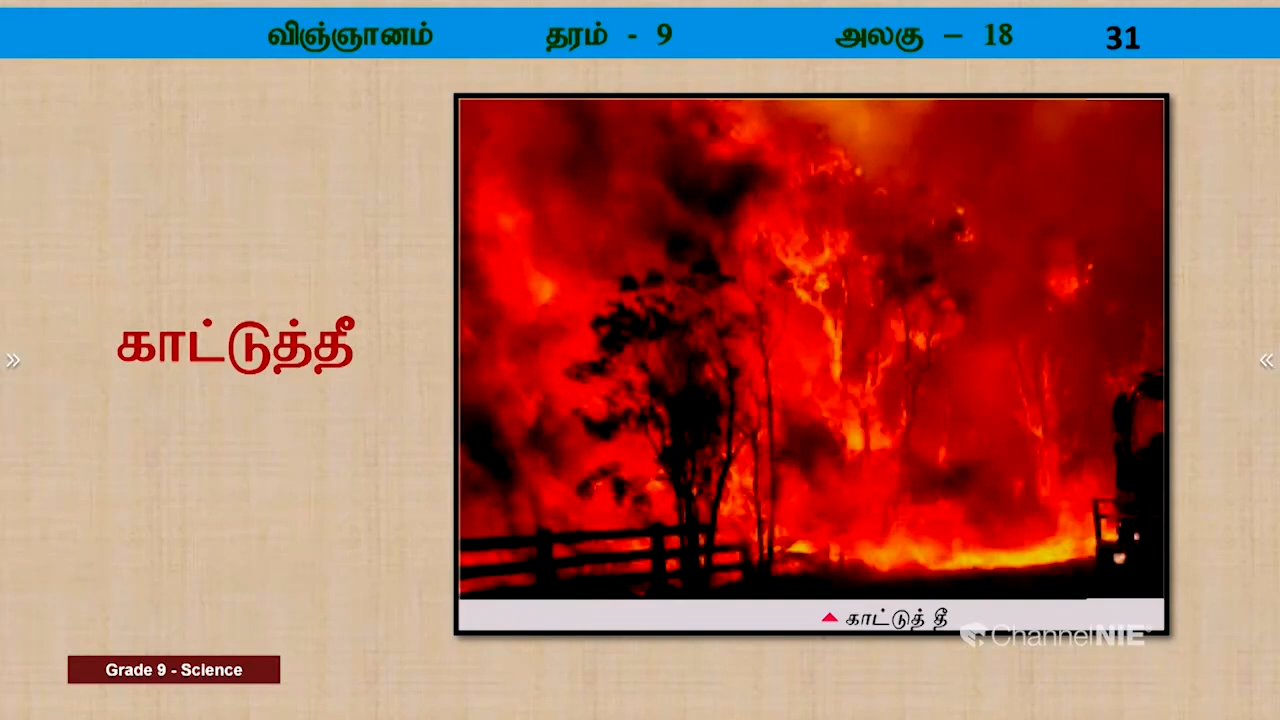 விஞ்ஞானம் தரம் - 9 அலகு – 18 31
காட்டுத்தீ
காட்டுத் தீ
ChannelNIE
Grade 9 - Science